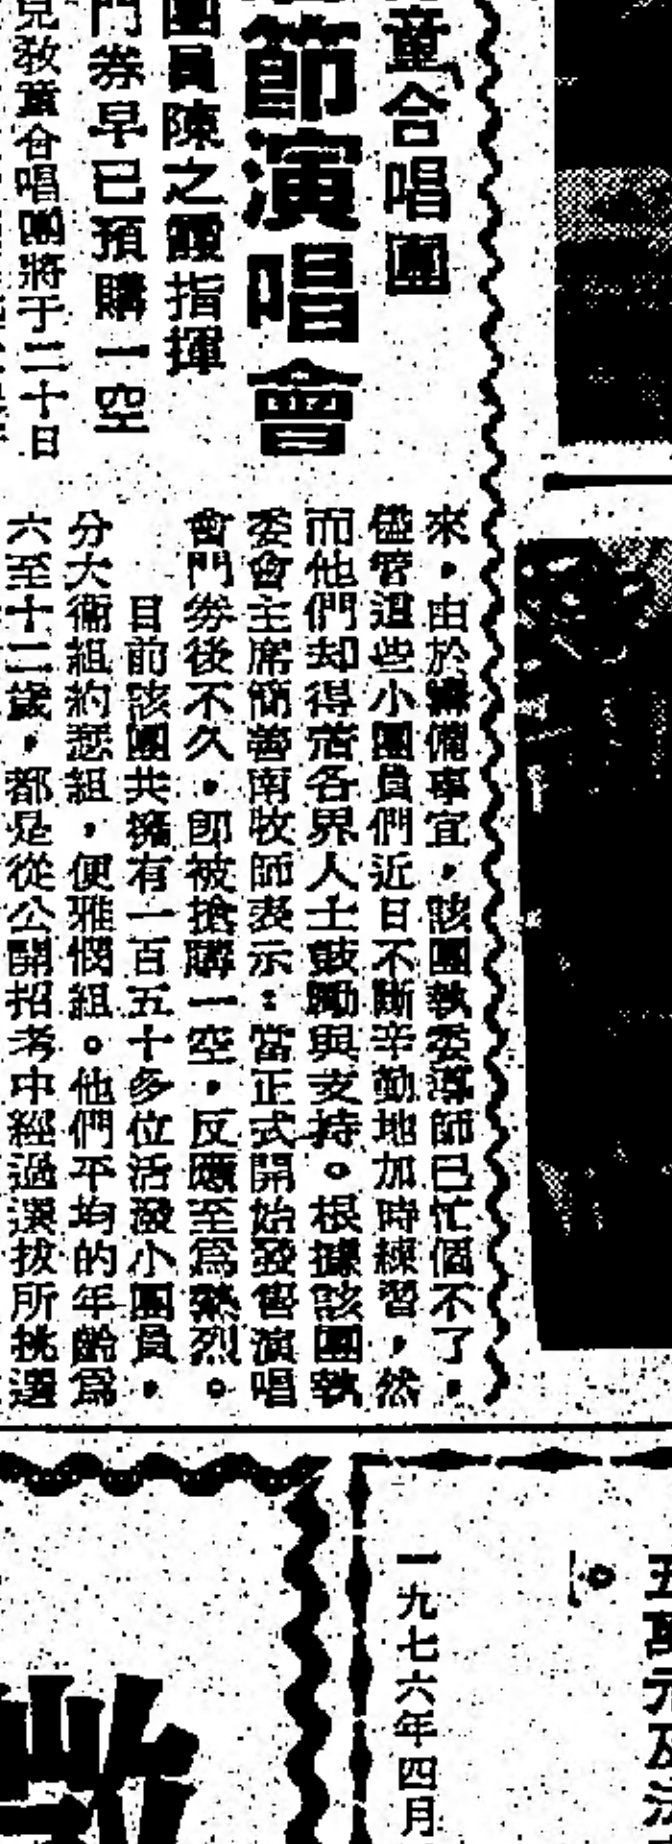 童合唱團
節演唱會
團員陳之霞指揮
門券早已預購一空
見教童合唱團將于二十日
來，由於籌備事宜，該團執委導師已忙個不了，
儘管這些小團員們近日不斷辛勤地加時練習，然
而他們却得着各界人士鼓勵與支持。根據該團執
委會主席簡善南牧師表示：當正式開始發售演唱
會門券後不久，即被搶購一空，反應至爲熱烈。
目前該團共擁有一百五十多位活潑小團員，
分大衞組約瑟組，便雅憫組。他們平均的年齡爲
六至十二歲，都是從公開招考中經過選拔所挑選
一九七六年四月
五萬元及